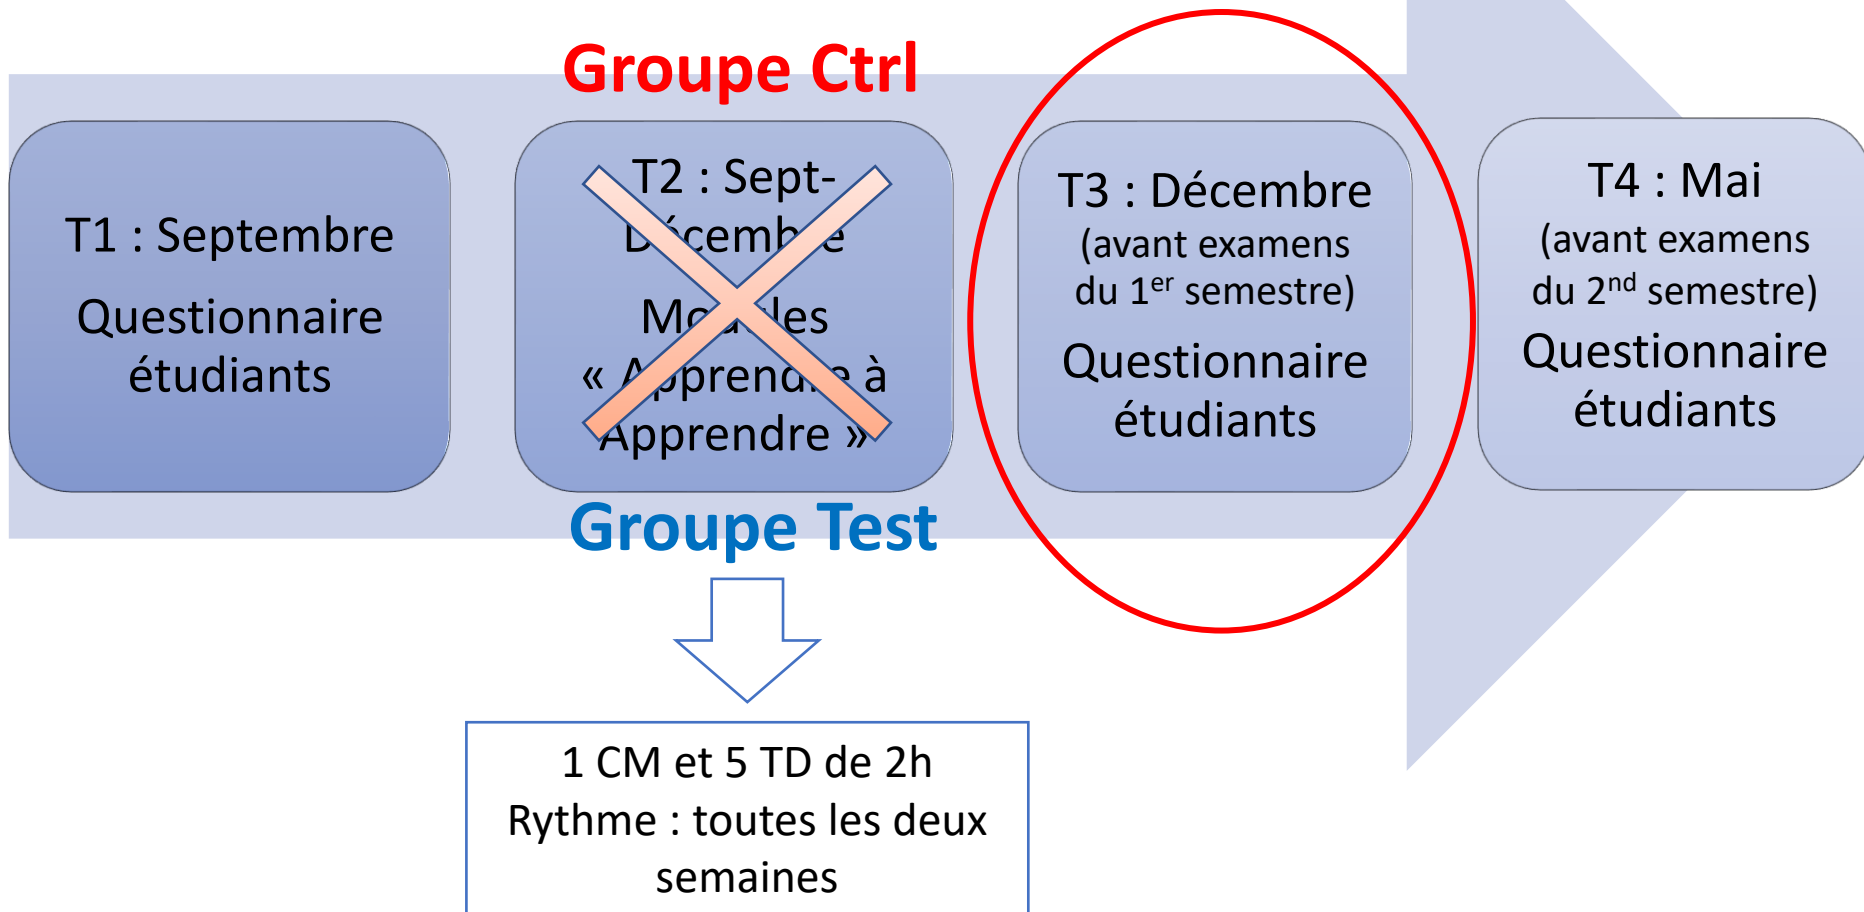 Groupe Ctrl
T1 : Septembre
Questionnaire
étudiants
T2 : Sept-
Décembre
Modules
« Apprendre à
Apprendre »
T3 : Décembre
(avant examens
du 1er semestre)
Questionnaire
étudiants
T4 : Mai
(avant examens
du 2nd semestre)
Questionnaire
étudiants
Groupe Test
1 CM et 5 TD de 2h
Rythme : toutes les deux
semaines